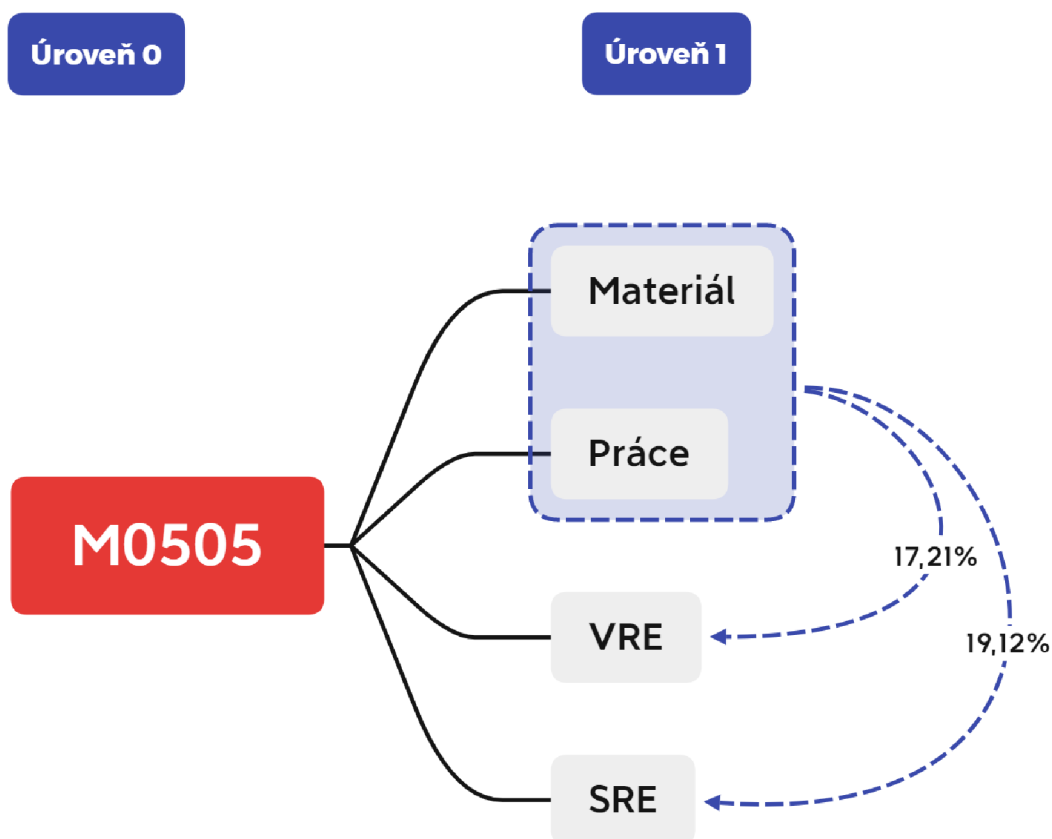 Úroveň 0
Úroveň 1
Materiál
Práce
M0505
17,21%
VRE
19,12%
SRE